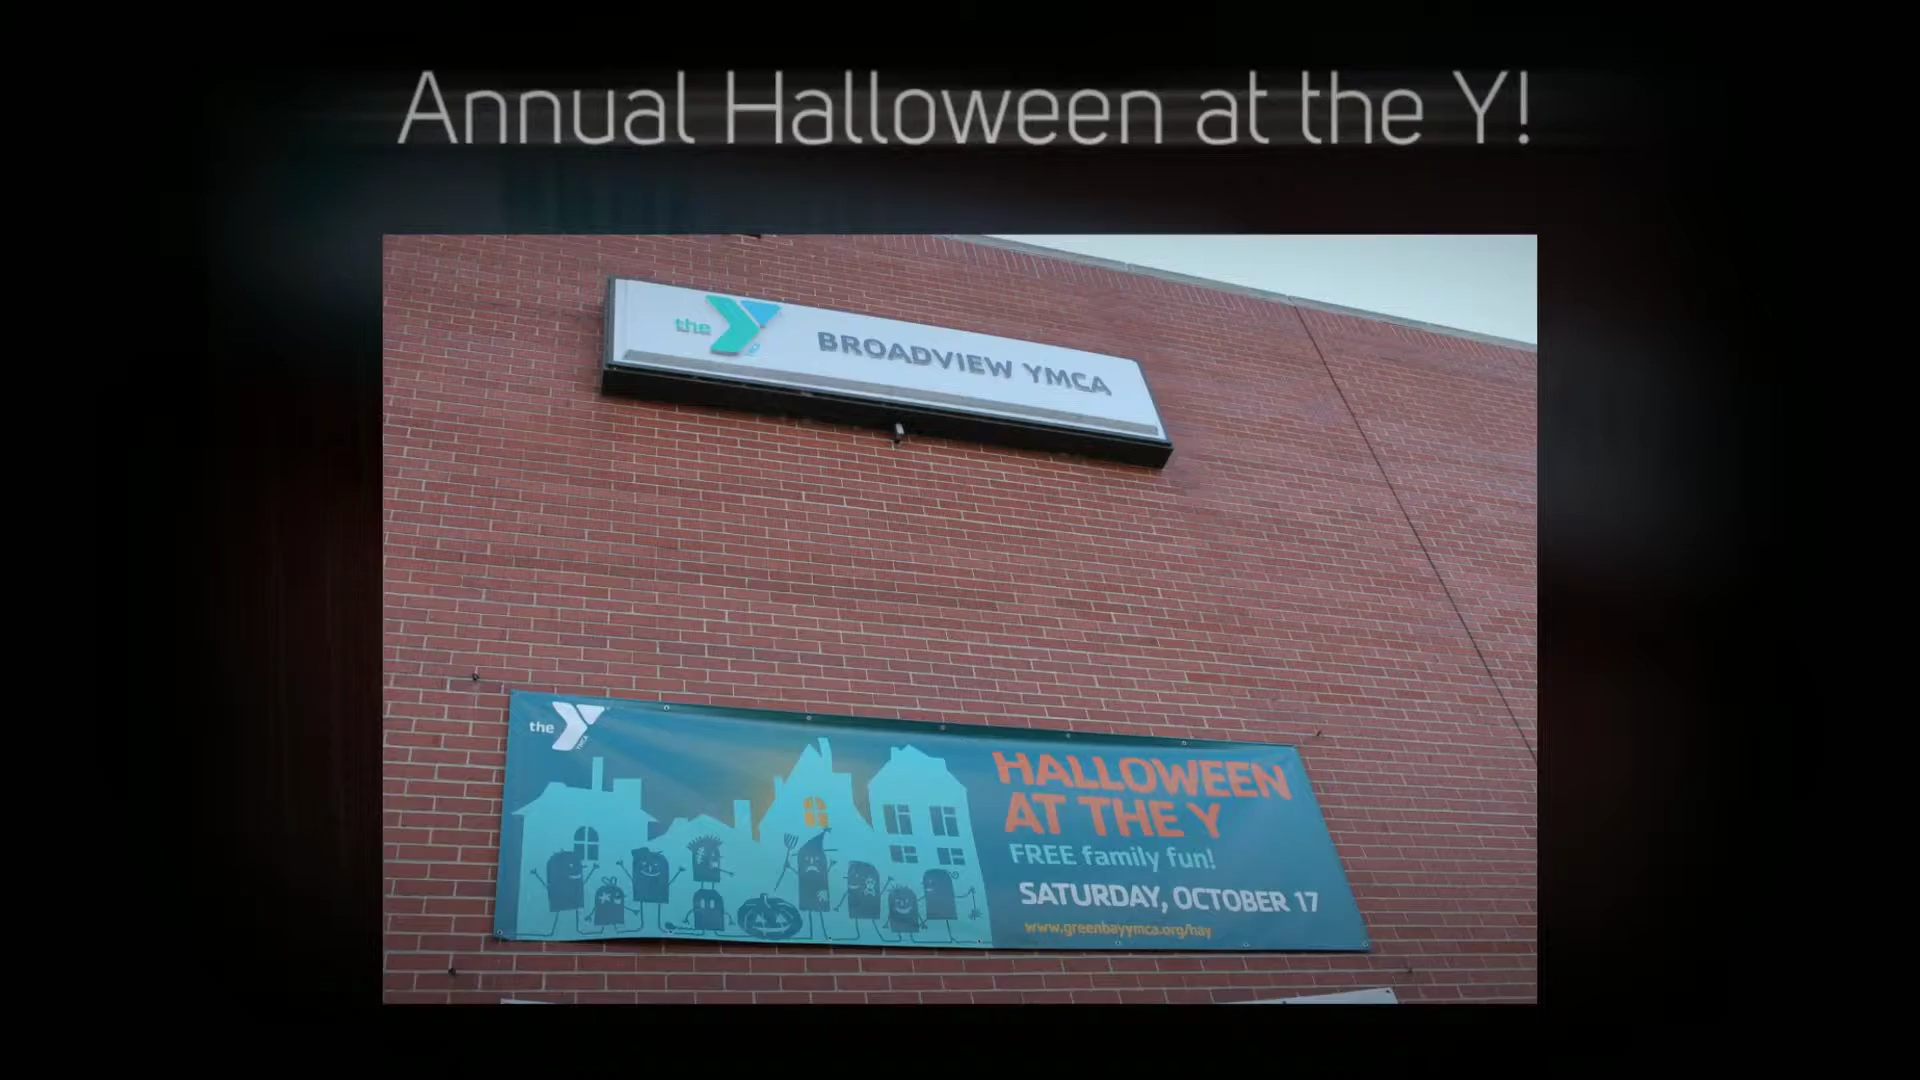 Annual Halloween at the Y!
the Y
BROADVIEW YMCA
the Y
YMCA
HALLOWEEN
AT THE Y
FREE family fun!
SATURDAY, OCTOBER 17
www.greenbayymca.org/hay